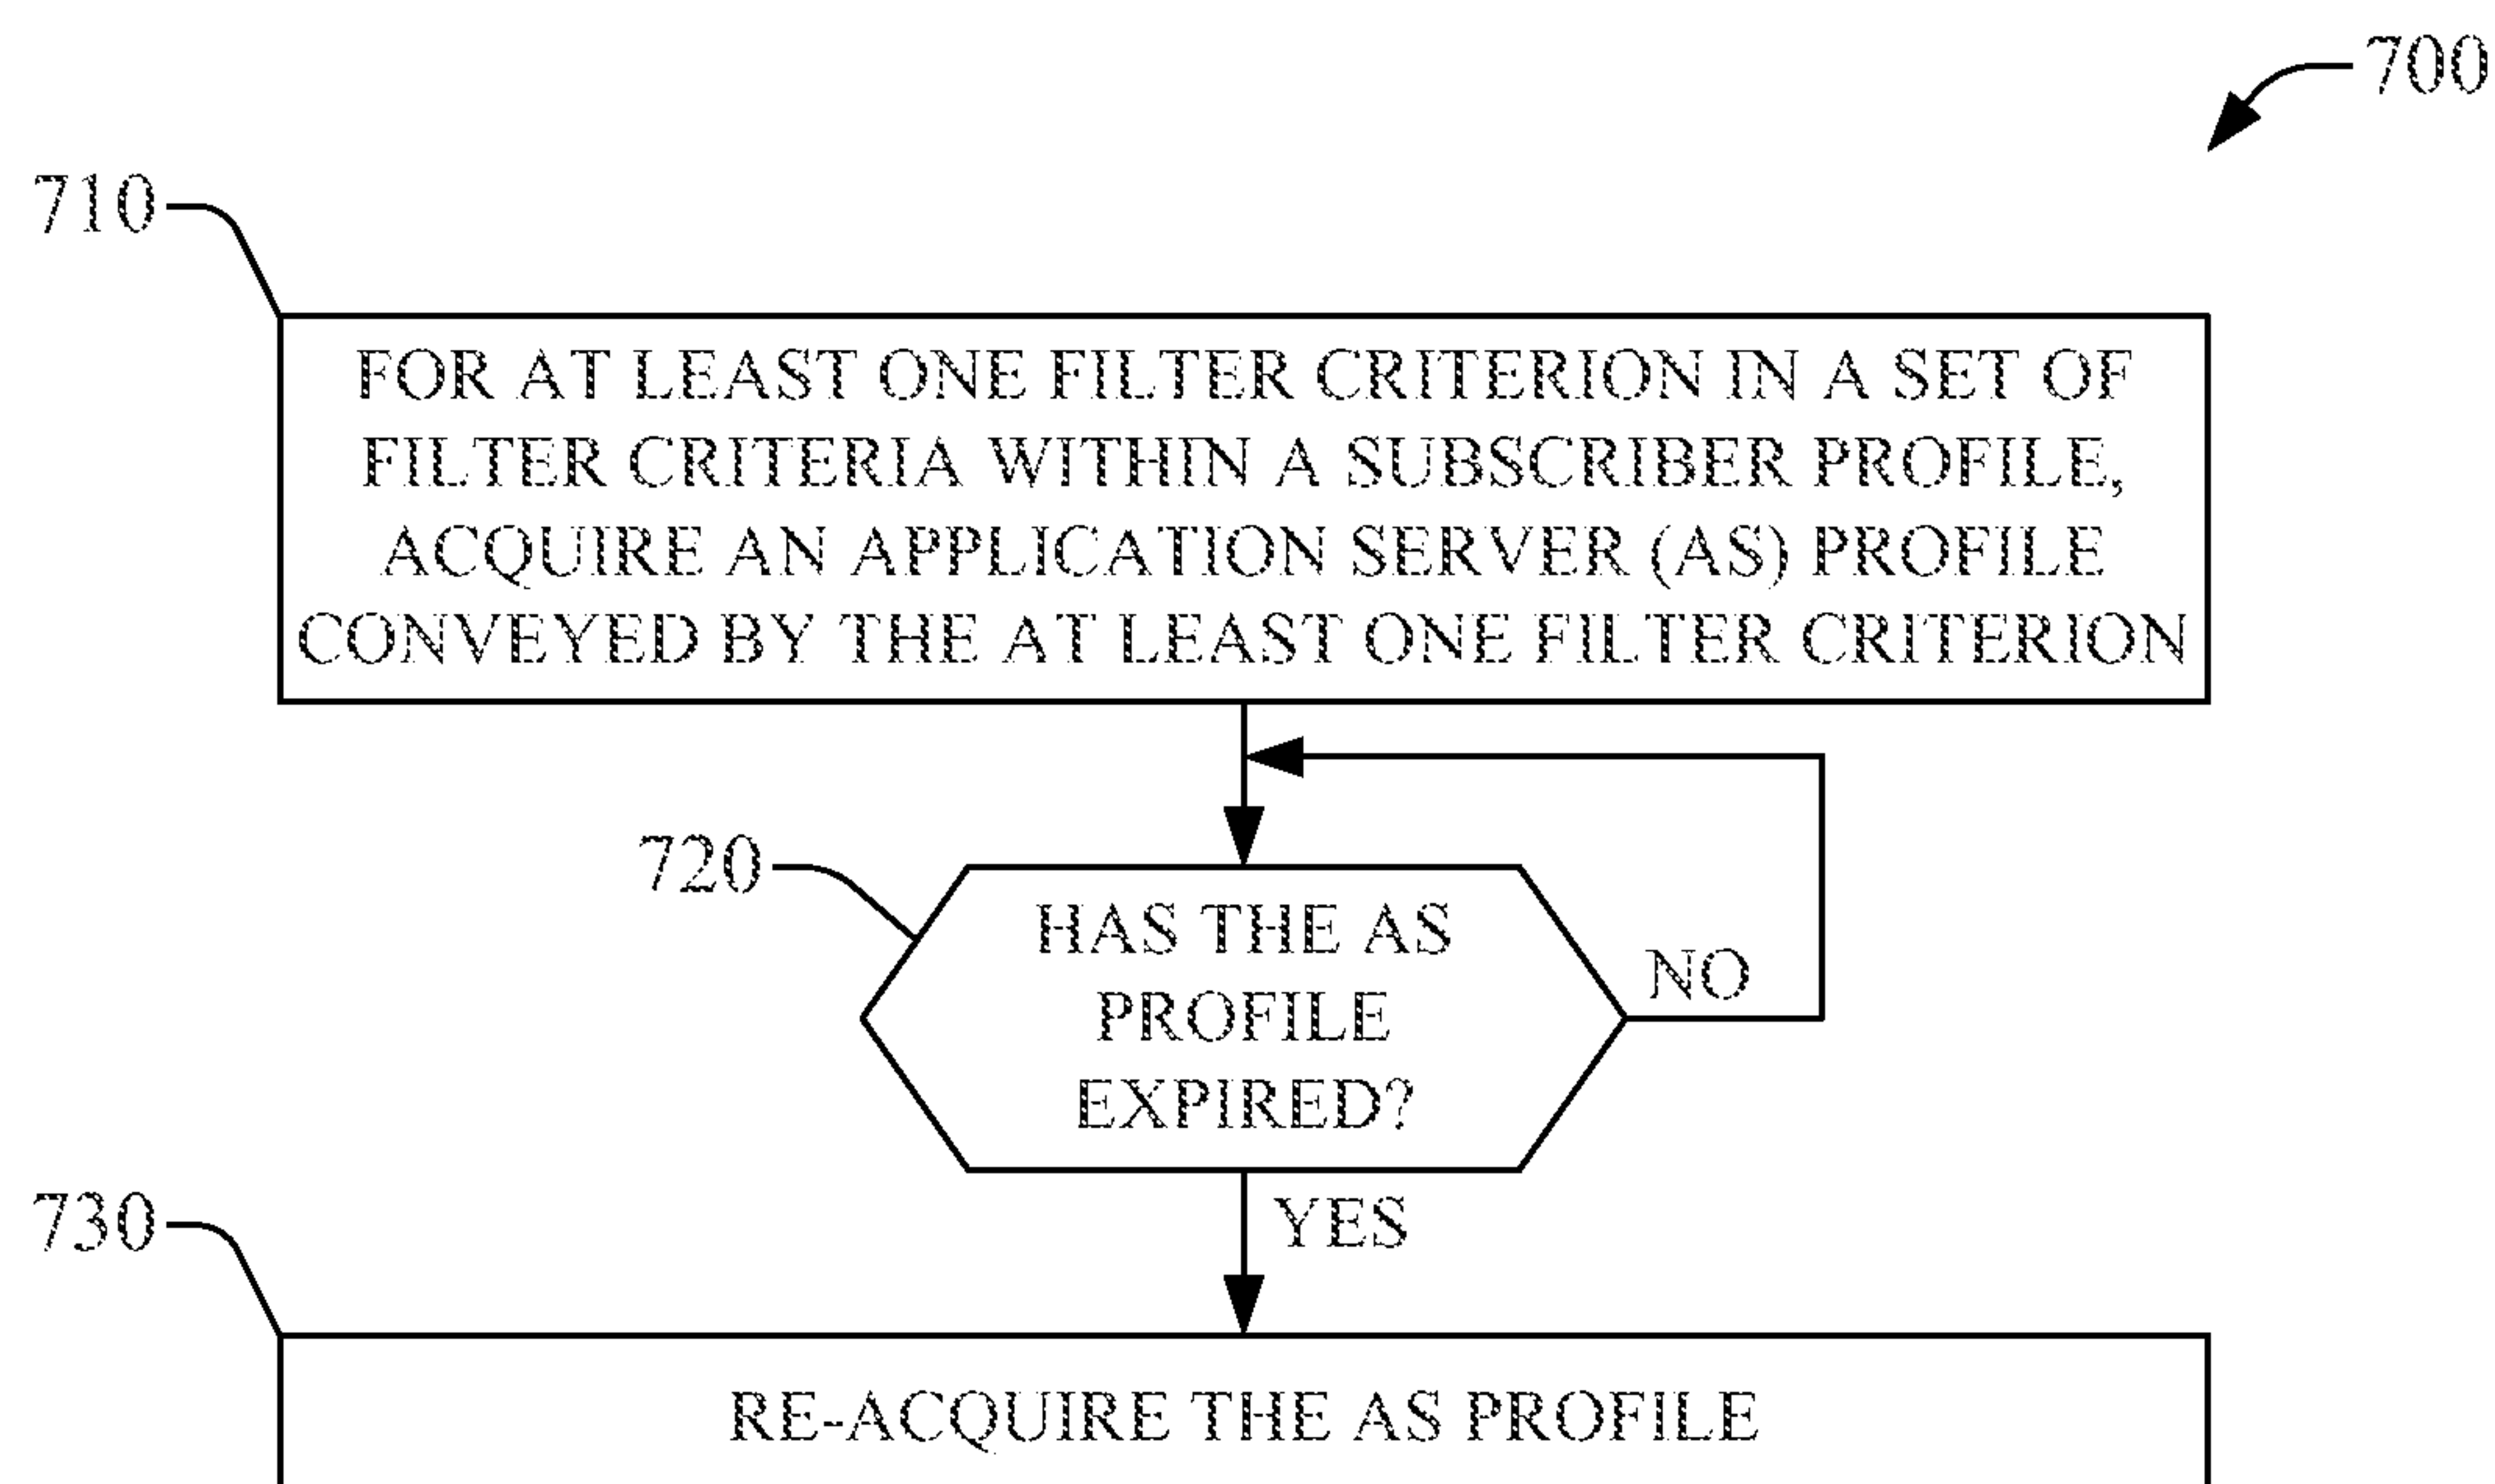 700
710
FOR AT LEAST ONE FILTER CRITERION IN A SET OF
FILTER CRITERIA WITHIN A SUBSCRIBER PROFILE,
ACQUIRE AN APPLICATION SERVER (AS) PROFILE
CONVEYED BY THE AT LEAST ONE FILTER CRITERION
720
HAS THE AS
PROFILE
EXPIRED?
NO
YES
730
RE-ACQUIRE THE AS PROFILE